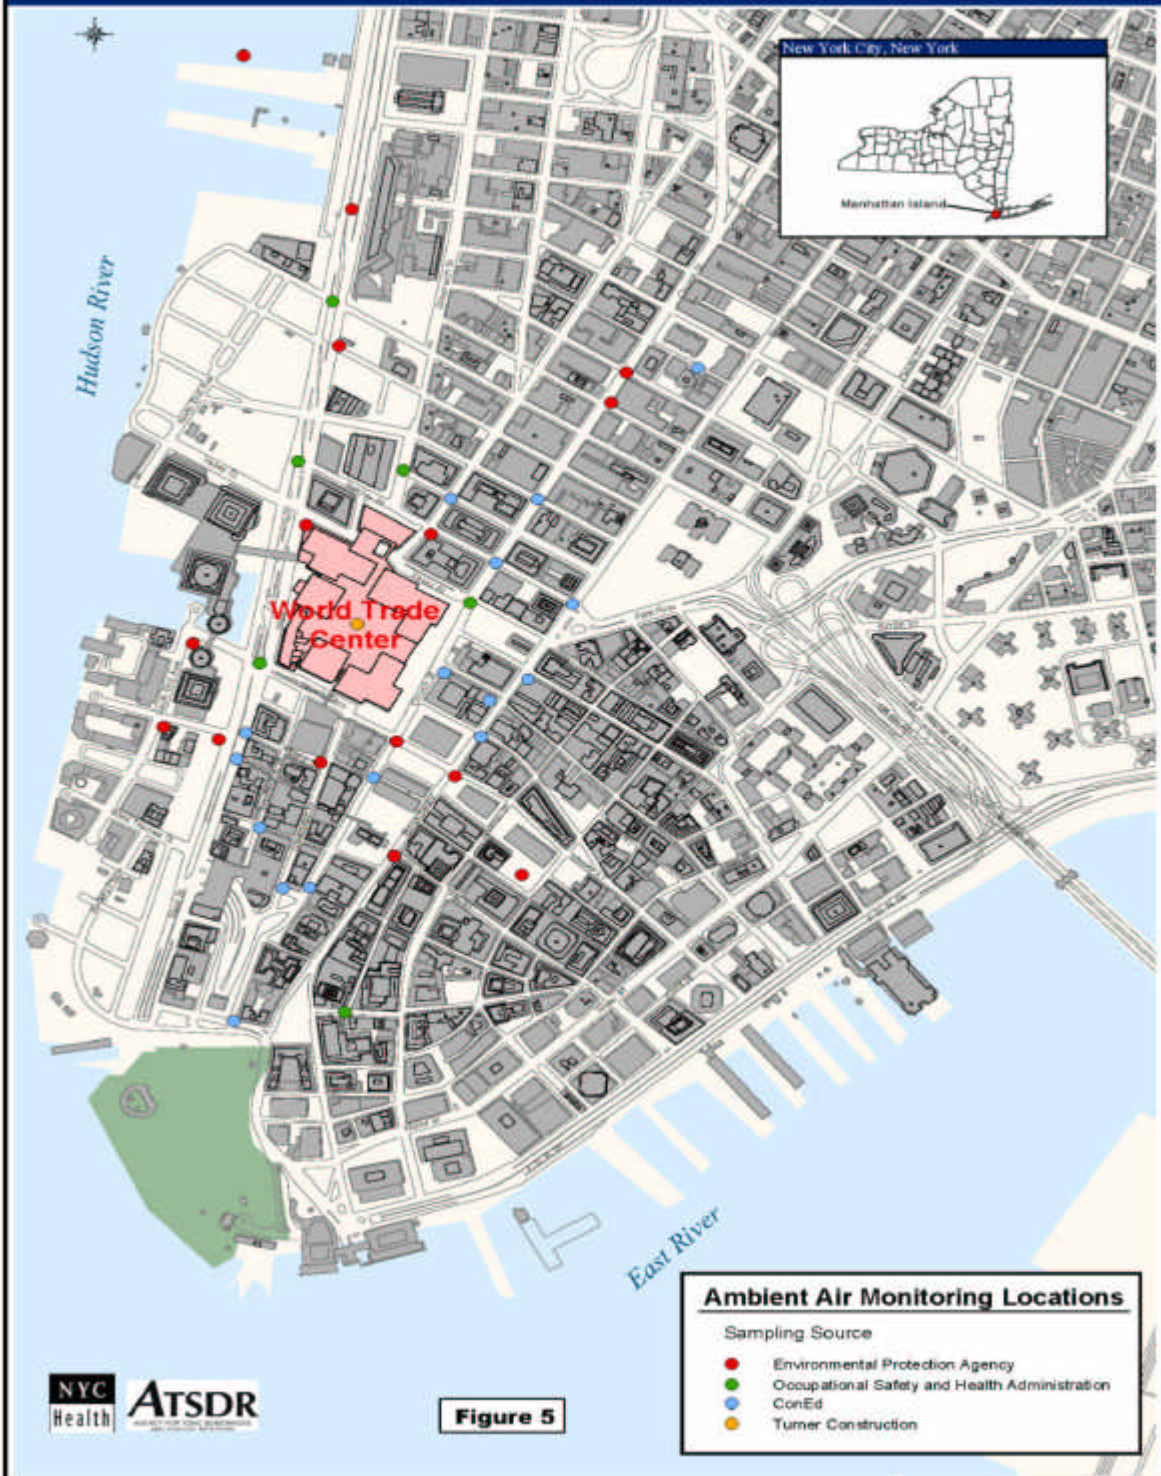 New York City, New York
Manhattan Island
Hudson River
World Trade
Center
East River
Ambient Air Monitoring Locations
Sampling Source
Environmental Protection Agency
Occupational Safety and Health Administration
ConEd
Turner Construction
NYC
Health
ATSDR
Figure 5